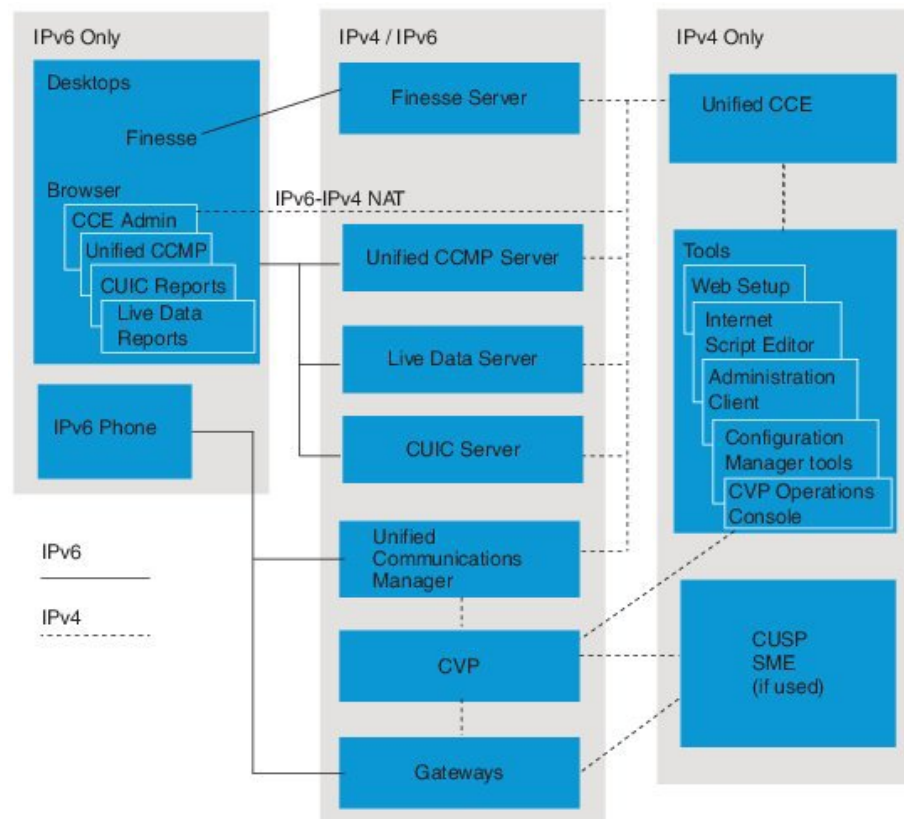 IPv6 Only
Desktops
Finesse
Browser
CCE Admin
Unified CCMP
CUIC Reports
Live Data
Reports
IPv6 Phone
IPv6
IPv4
IPv4 / IPv6
Finesse Server
IPv6-IPv4 NAT
Unified CCMP Server
Live Data Server
CUIC Server
Unified
Communications
Manager
CVP
Gateways
IPv4 Only
Unified CCE
Tools
Web Setup
Internet
Script Editor
Administration
Client
Configuration
Manager tools
CVP Operations
Console
CUSP
SME
(if used)